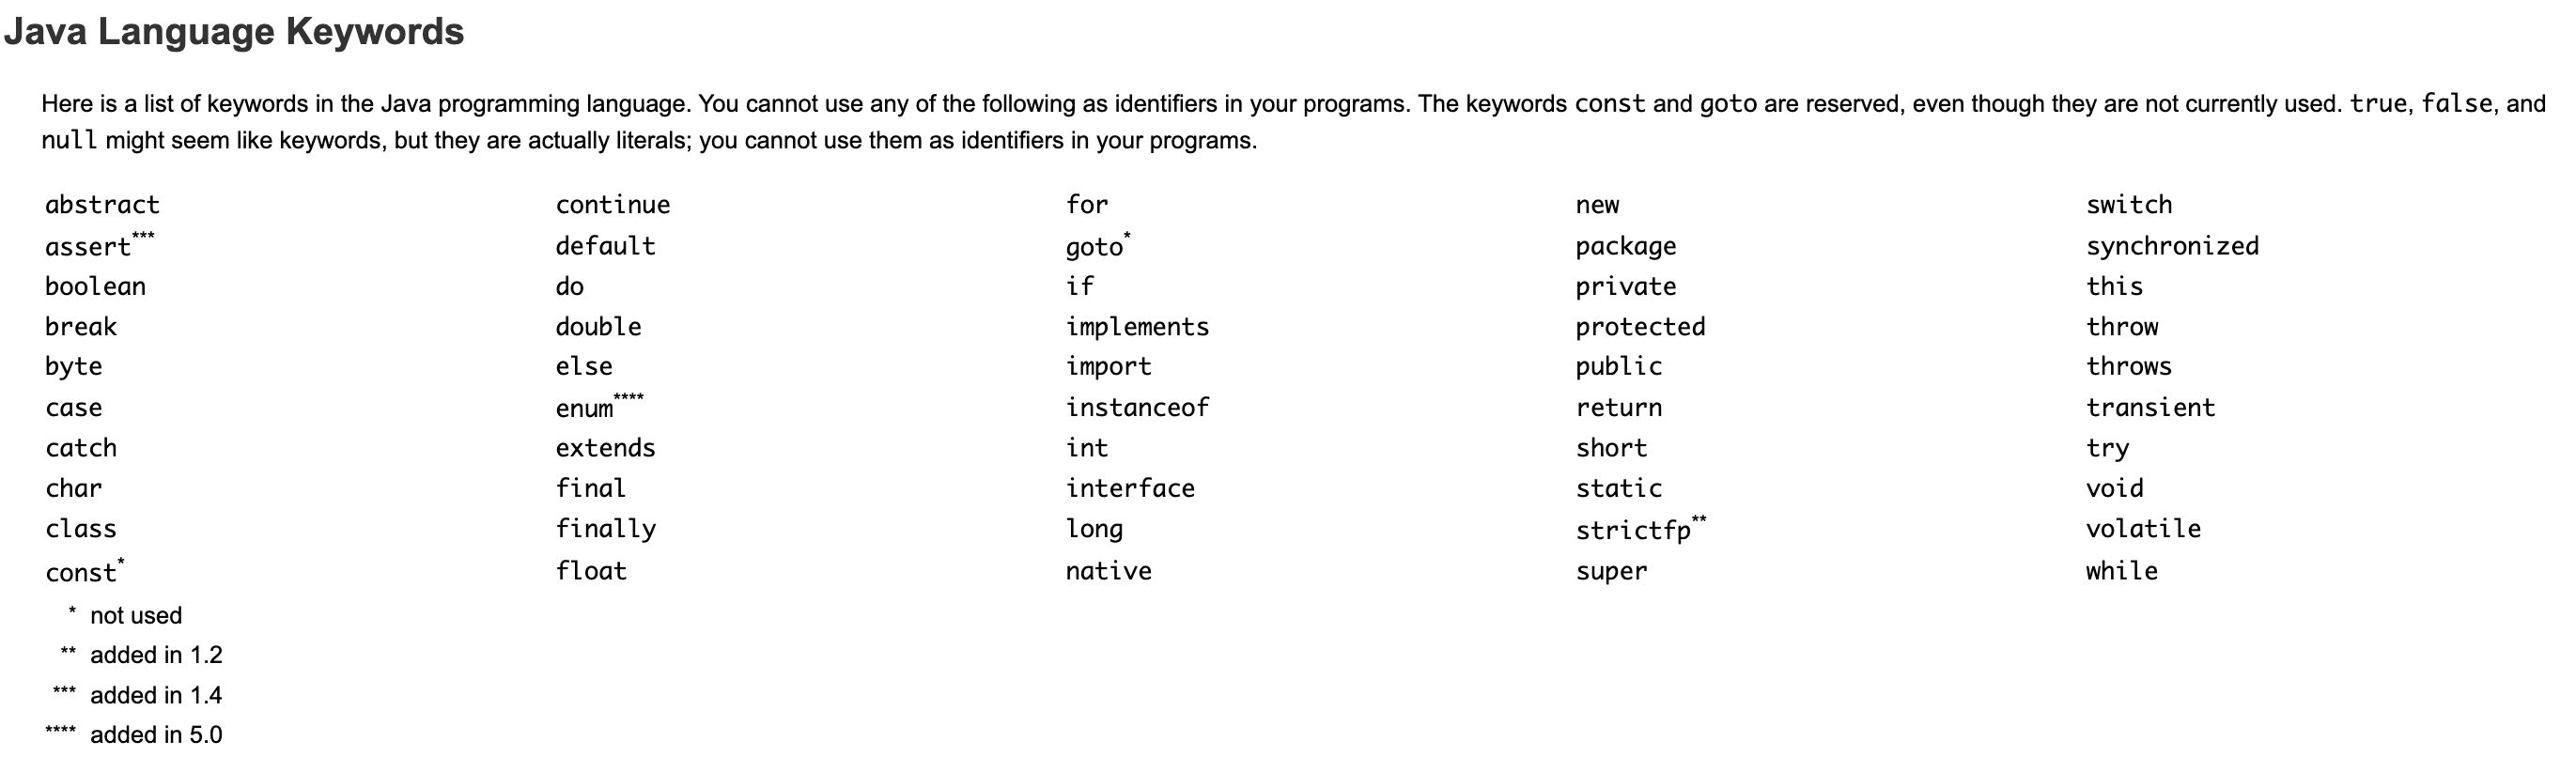 Java Language Keywords
Here is a list of keywords in the Java programming language. You cannot use any of the following as identifiers in your programs. The keywords const and goto are reserved, even though they are not currently used. true, false, and
null might seem like keywords, but they are actually literals; you cannot use them as identifiers in your programs.
abstract continue for new switch
assert*** default goto* package synchronized
boolean do if private this
break double implements protected throw
byte else import public throws
case enum**** instanceof return transient
catch extends int short try
char final interface static void
class finally long strictfp** volatile
const* float native super while
* not used
** added in 1.2
*** added in 1.4
**** added in 5.0